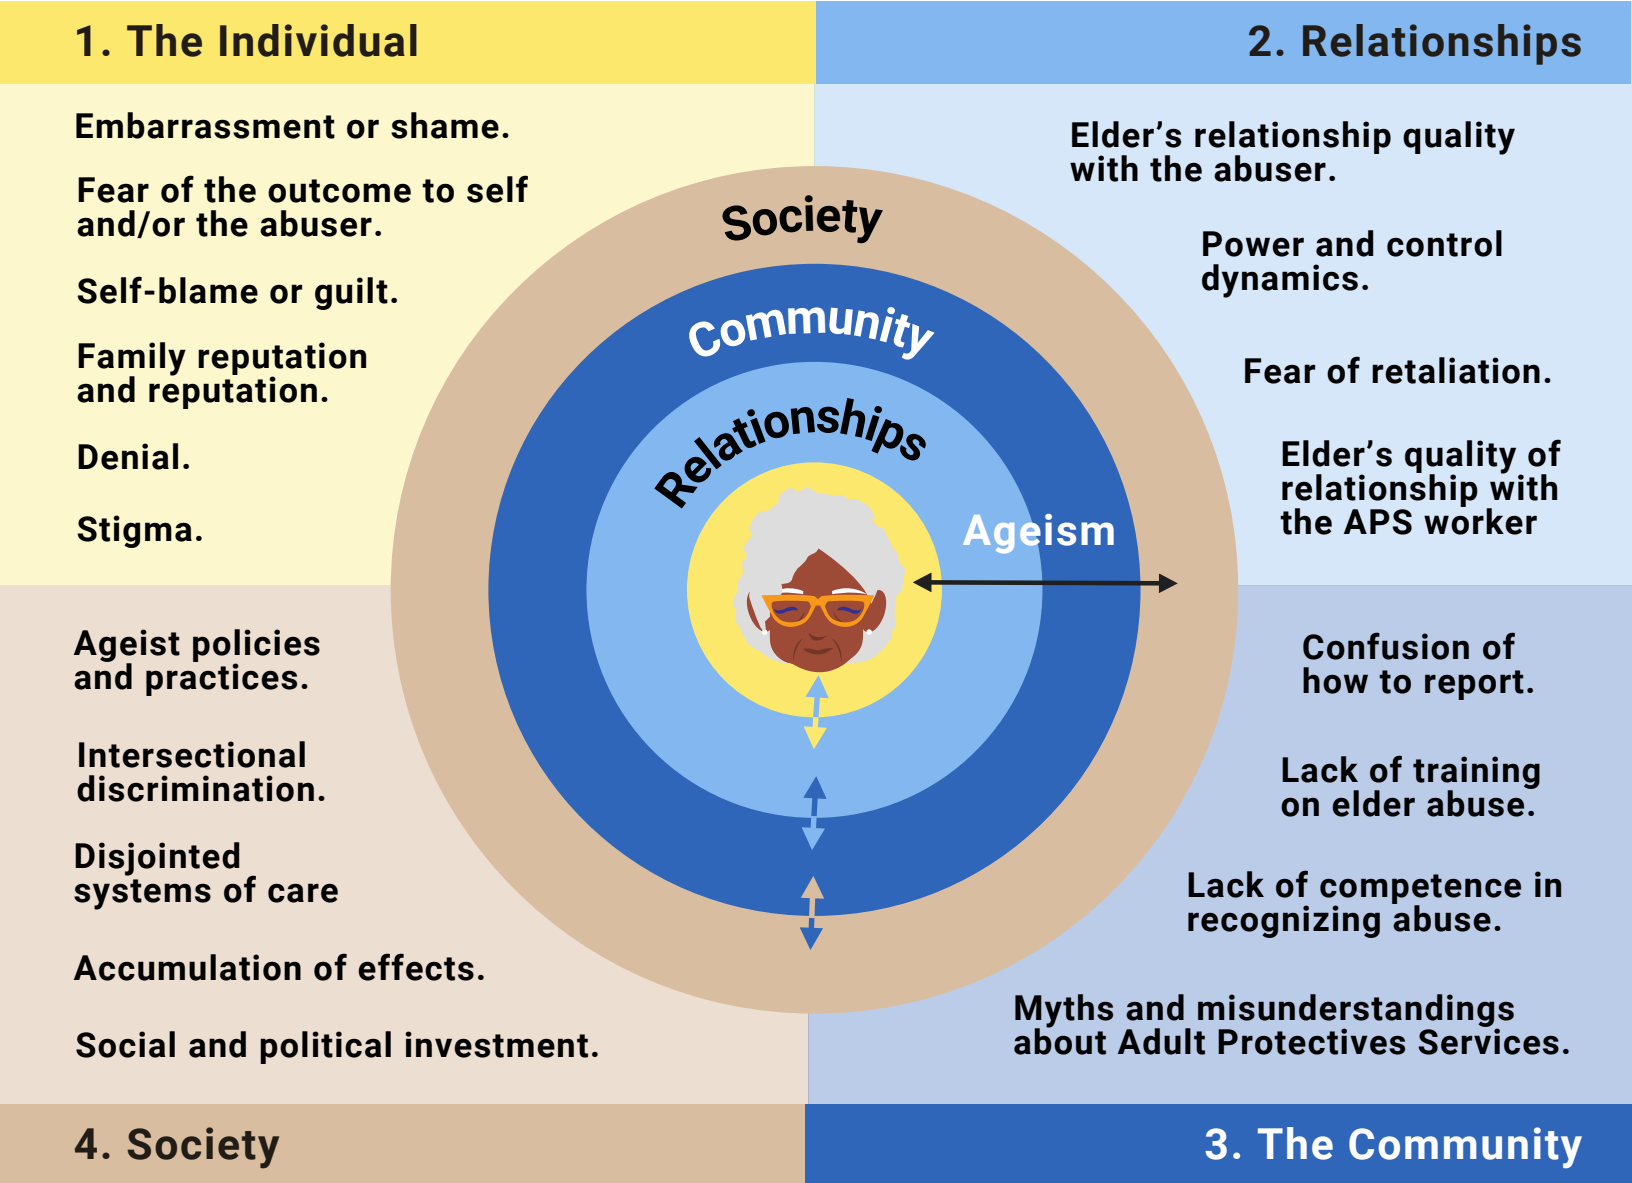 1. The Individual
Embarrassment or shame.
Fear of the outcome to self
and/or the abuser.
Self-blame or guilt.
Family reputation
and reputation.
Denial.
Stigma.
2. Relationships
Elder’s relationship quality
with the abuser.
Power and control
dynamics.
Fear of retaliation.
Elder’s quality of
relationship with
the APS worker
Society
Community
Relationships
Ageism
Confusion of
how to report.
Lack of training
on elder abuse.
Lack of competence in
recognizing abuse.
Myths and misunderstandings
about Adult Protectives Services.
3. The Community
Ageist policies
and practices.
Intersectional
discrimination.
Disjointed
systems of care
Accumulation of effects.
Social and political investment.
4. Society